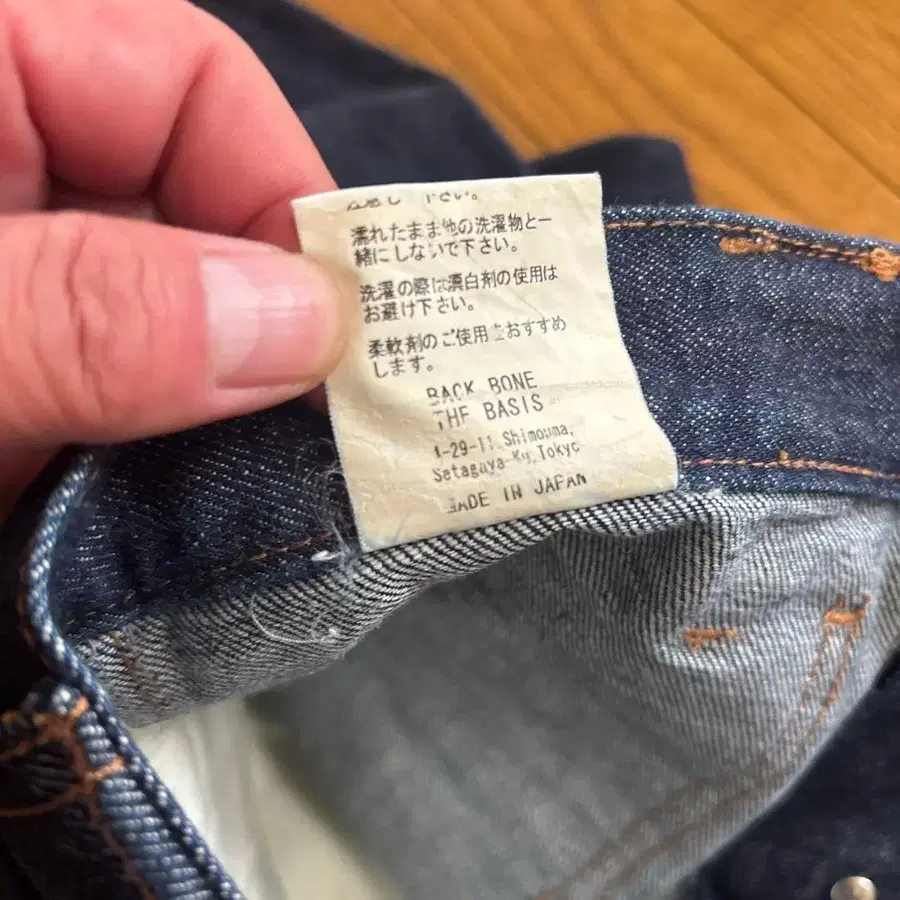 下さい。
濡れたまま他の洗濯物と一
緒にしないで下さい。
洗濯の際は漂白剤の使用は
お避け下さい。
柔軟剤のご使用をおすすめ
します。
BACK BONE
THE BASIS
4-29-11 Shimouma,
Setagaya-Ku, Tokyo
MADE IN JAPAN